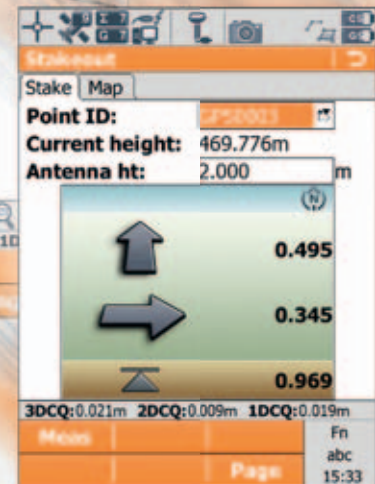 Stakeout
Stake Map
Point ID: GPS0003
Current height: 469.776m
Antenna ht: 2.000 m
N
0.495
0.345
0.969
3DCQ:0.021m 2DCQ:0.009m 1DCQ:0.019m
Meas Fn
abc
Page 15:33